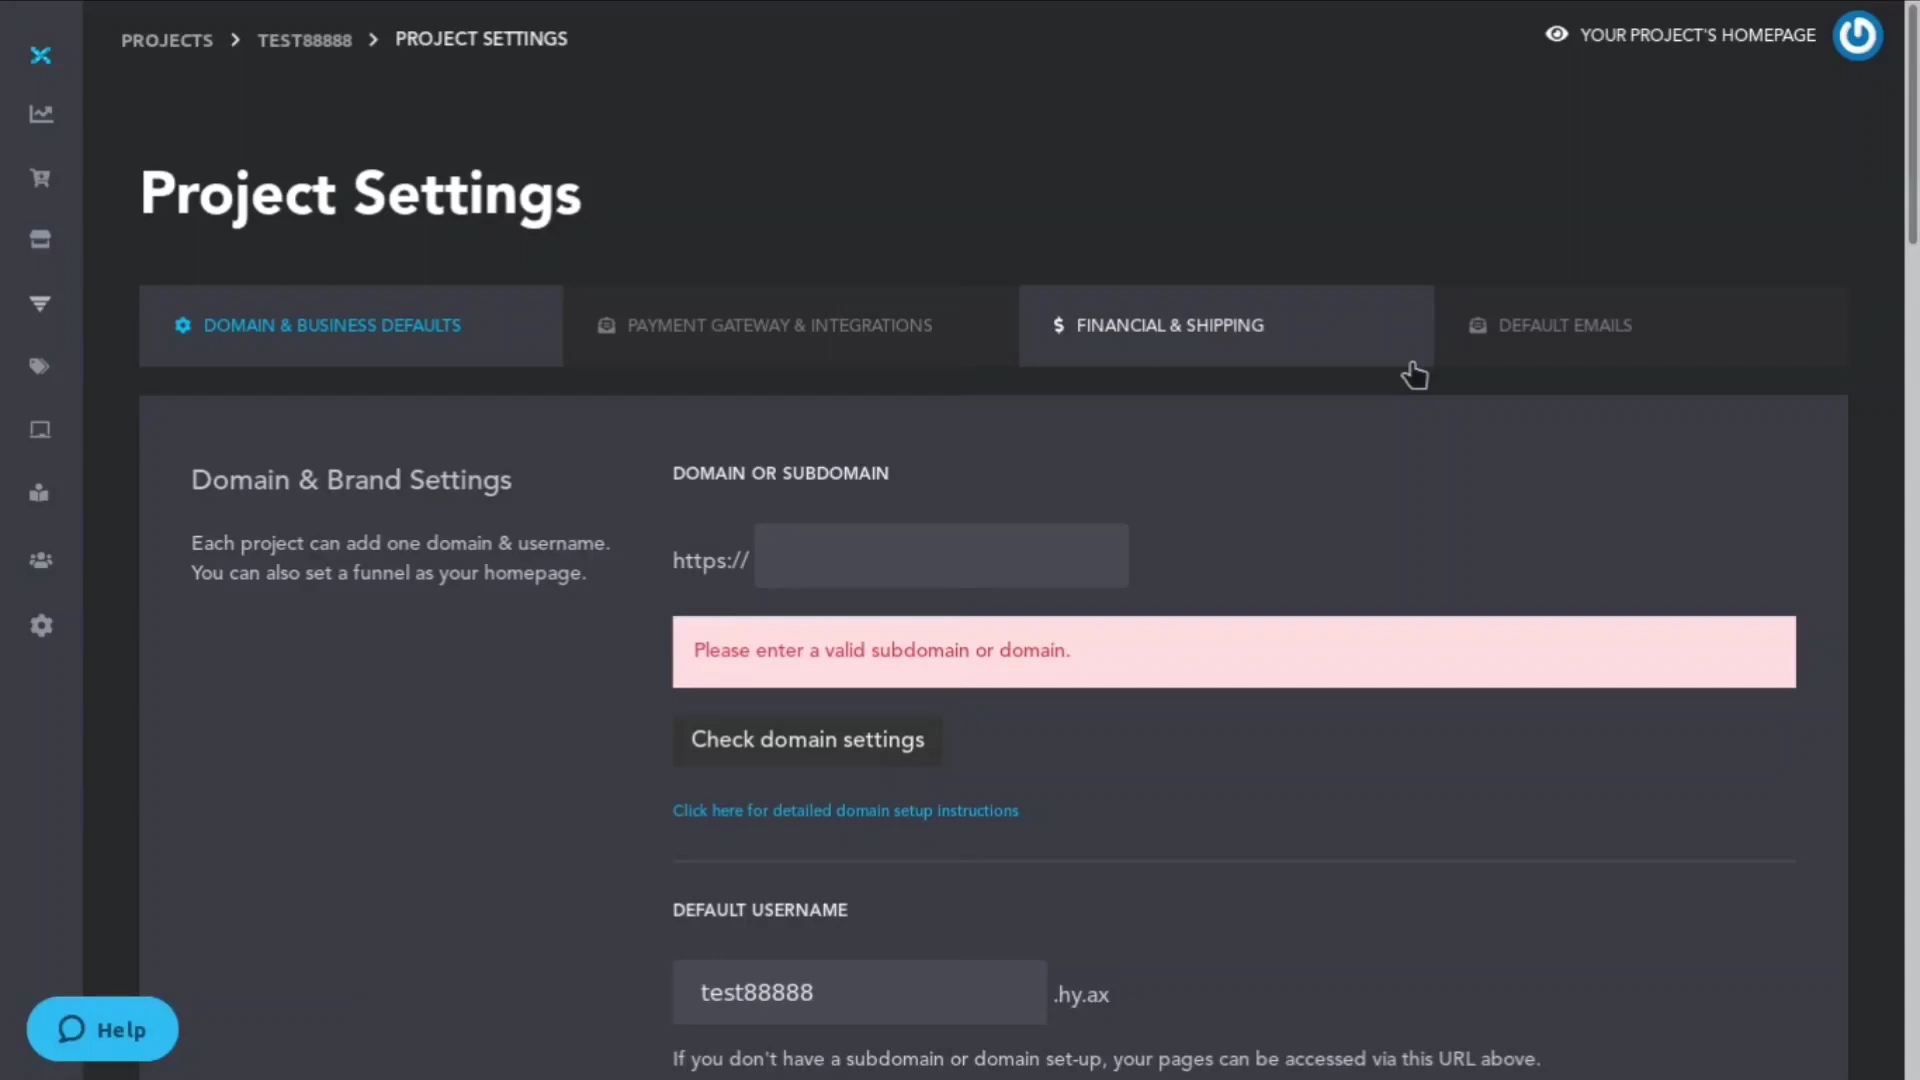 PROJECTS > TEST88888 > PROJECT SETTINGS
YOUR PROJECT'S HOMEPAGE
Project Settings
DOMAIN & BUSINESS DEFAULTS
PAYMENT GATEWAY & INTEGRATIONS
$ FINANCIAL & SHIPPING
DEFAULT EMAILS
Domain & Brand Settings
Each project can add one domain & username.
You can also set a funnel as your homepage.
DOMAIN OR SUBDOMAIN
https://
Please enter a valid subdomain or domain.
Check domain settings
Click here for detailed domain setup instructions
DEFAULT USERNAME
test88888 .hy.ax
If you don't have a subdomain or domain set-up, your pages can be accessed via this URL above.
Help